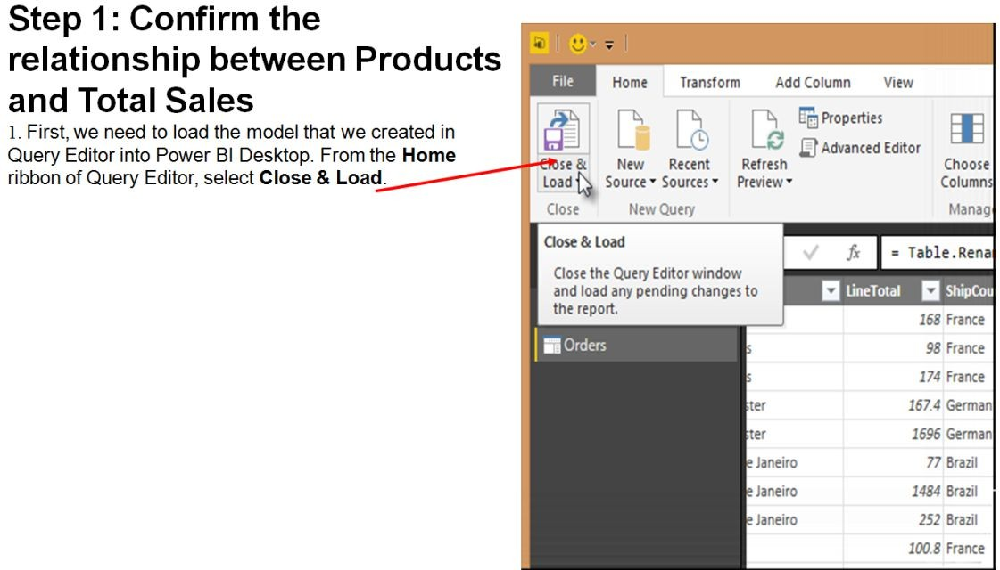 Step 1: Confirm the
relationship between Products
and Total Sales
1. First, we need to load the model that we created in
Query Editor into Power BI Desktop. From the Home
ribbon of Query Editor, select Close & Load.
File Home Transform Add Column View
Close &
Load
New
Source
Recent
Sources
Refresh
Preview
Properties
Advanced Editor
Choose
Columns
Close
New Query
Manag
Close & Load
Close the Query Editor window
and load any pending changes to
the report.
fx = Table.Rena
LineTotal ShipCou
Orders
168 France
s 98 France
s 174 France
ster 167.4 German
ster 1696 German
e Janeiro 77 Brazil
e Janeiro 1484 Brazil
e Janeiro 252 Brazil
100.8 France